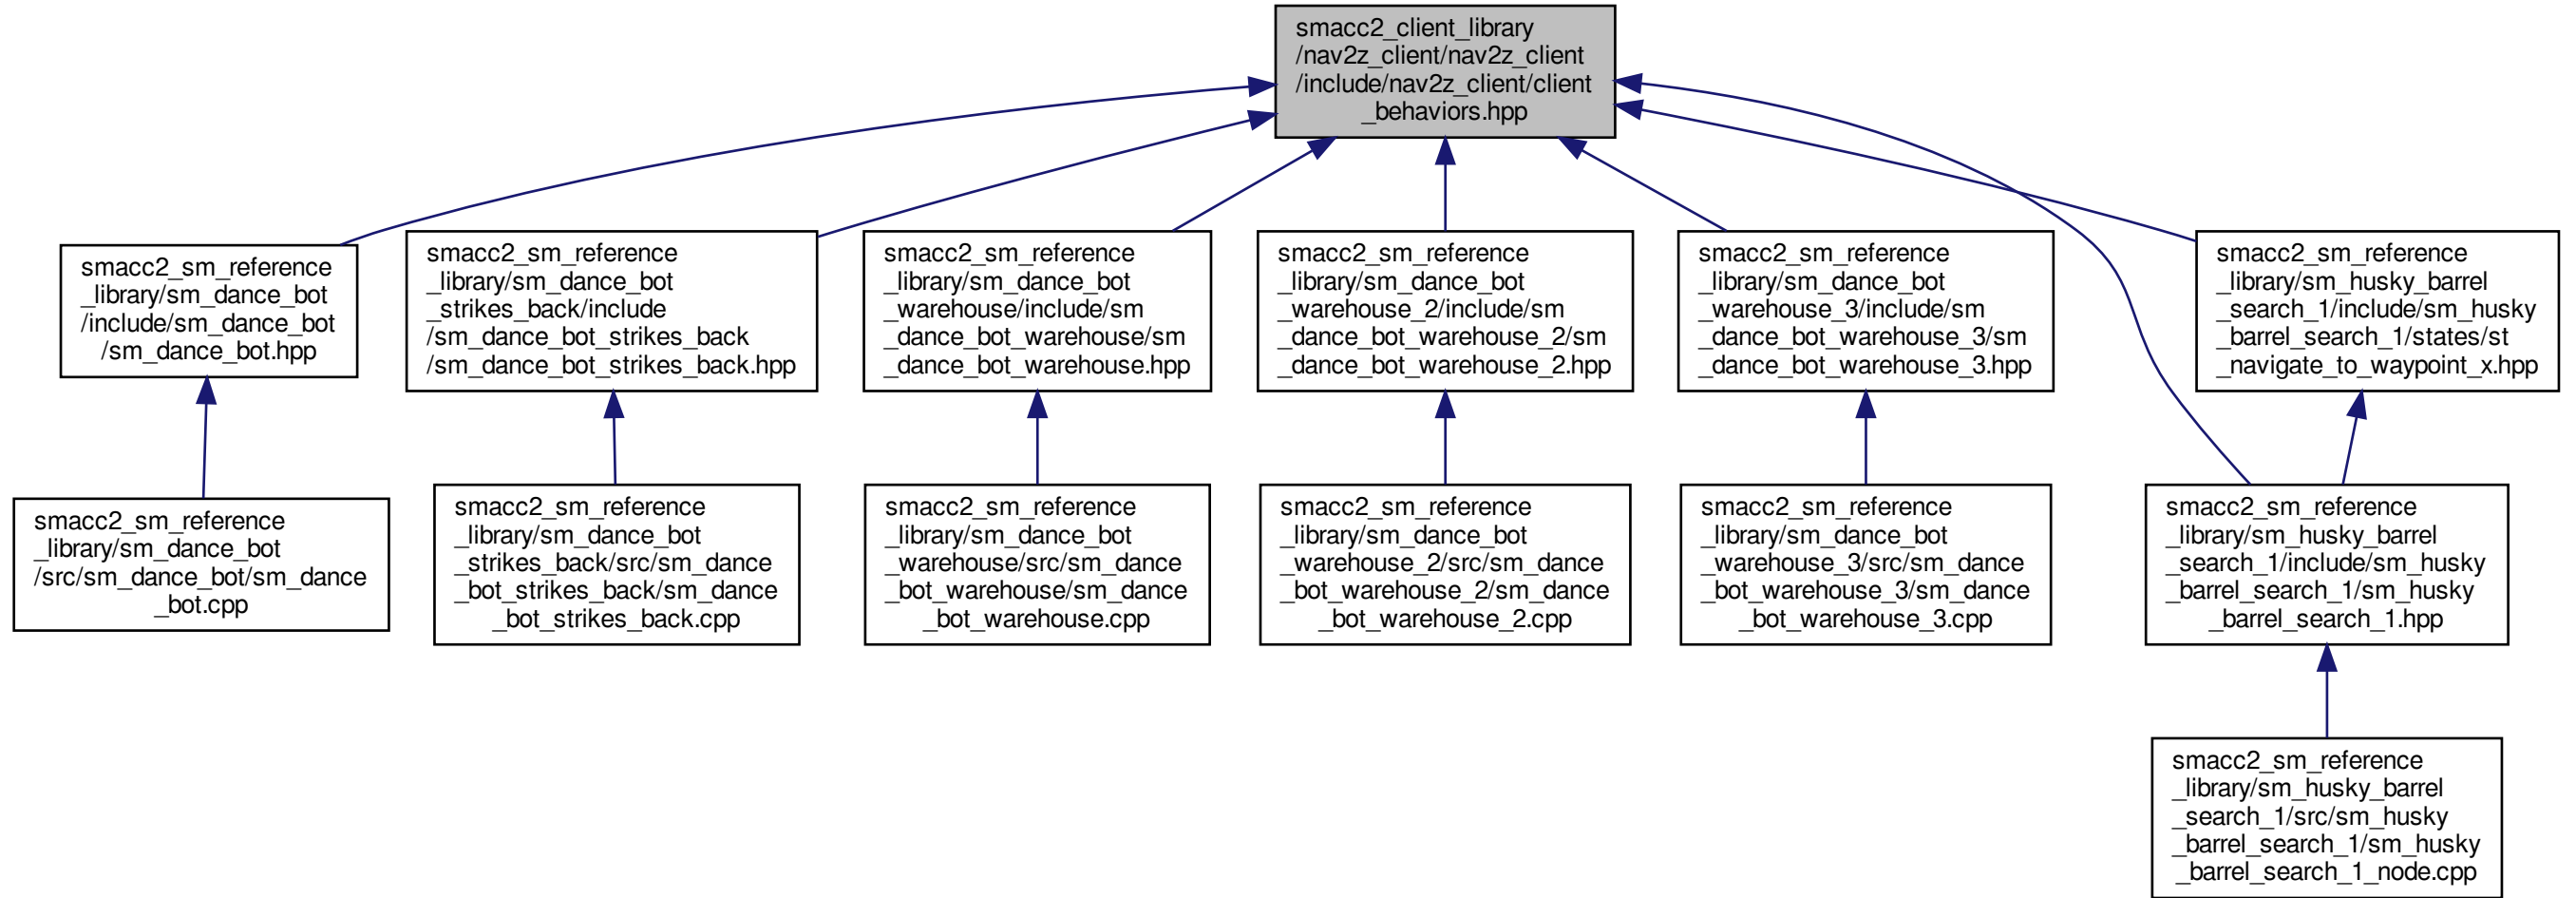 smacc2_client_library
/nav2z_client/nav2z_client
/include/nav2z_client/client
_behaviors.hpp
smacc2_sm_reference
_library/sm_dance_bot
/include/sm_dance_bot
/sm_dance_bot.hpp
smacc2_sm_reference
_library/sm_dance_bot
_strikes_back/include
/sm_dance_bot_strikes_back
/sm_dance_bot_strikes_back.hpp
smacc2_sm_reference
_library/sm_dance_bot
_warehouse/include/sm
_dance_bot_warehouse/sm
_dance_bot_warehouse.hpp
smacc2_sm_reference
_library/sm_dance_bot
_warehouse_2/include/sm
_dance_bot_warehouse_2/sm
_dance_bot_warehouse_2.hpp
smacc2_sm_reference
_library/sm_dance_bot
_warehouse_3/include/sm
_dance_bot_warehouse_3/sm
_dance_bot_warehouse_3.hpp
smacc2_sm_reference
_library/sm_husky_barrel
_search_1/include/sm_husky
_barrel_search_1/states/st
_navigate_to_waypoint_x.hpp
smacc2_sm_reference
_library/sm_dance_bot
/src/sm_dance_bot/sm_dance
_bot.cpp
smacc2_sm_reference
_library/sm_dance_bot
_strikes_back/src/sm_dance
_bot_strikes_back/sm_dance
_bot_strikes_back.cpp
smacc2_sm_reference
_library/sm_dance_bot
_warehouse/src/sm_dance
_bot_warehouse/sm_dance
_bot_warehouse.cpp
smacc2_sm_reference
_library/sm_dance_bot
_warehouse_2/src/sm_dance
_bot_warehouse_2/sm_dance
_bot_warehouse_2.cpp
smacc2_sm_reference
_library/sm_dance_bot
_warehouse_3/src/sm_dance
_bot_warehouse_3/sm_dance
_bot_warehouse_3.cpp
smacc2_sm_reference
_library/sm_husky_barrel
_search_1/include/sm_husky
_barrel_search_1/sm_husky
_barrel_search_1.hpp
smacc2_sm_reference
_library/sm_husky_barrel
_search_1/src/sm_husky
_barrel_search_1/sm_husky
_barrel_search_1_node.cpp